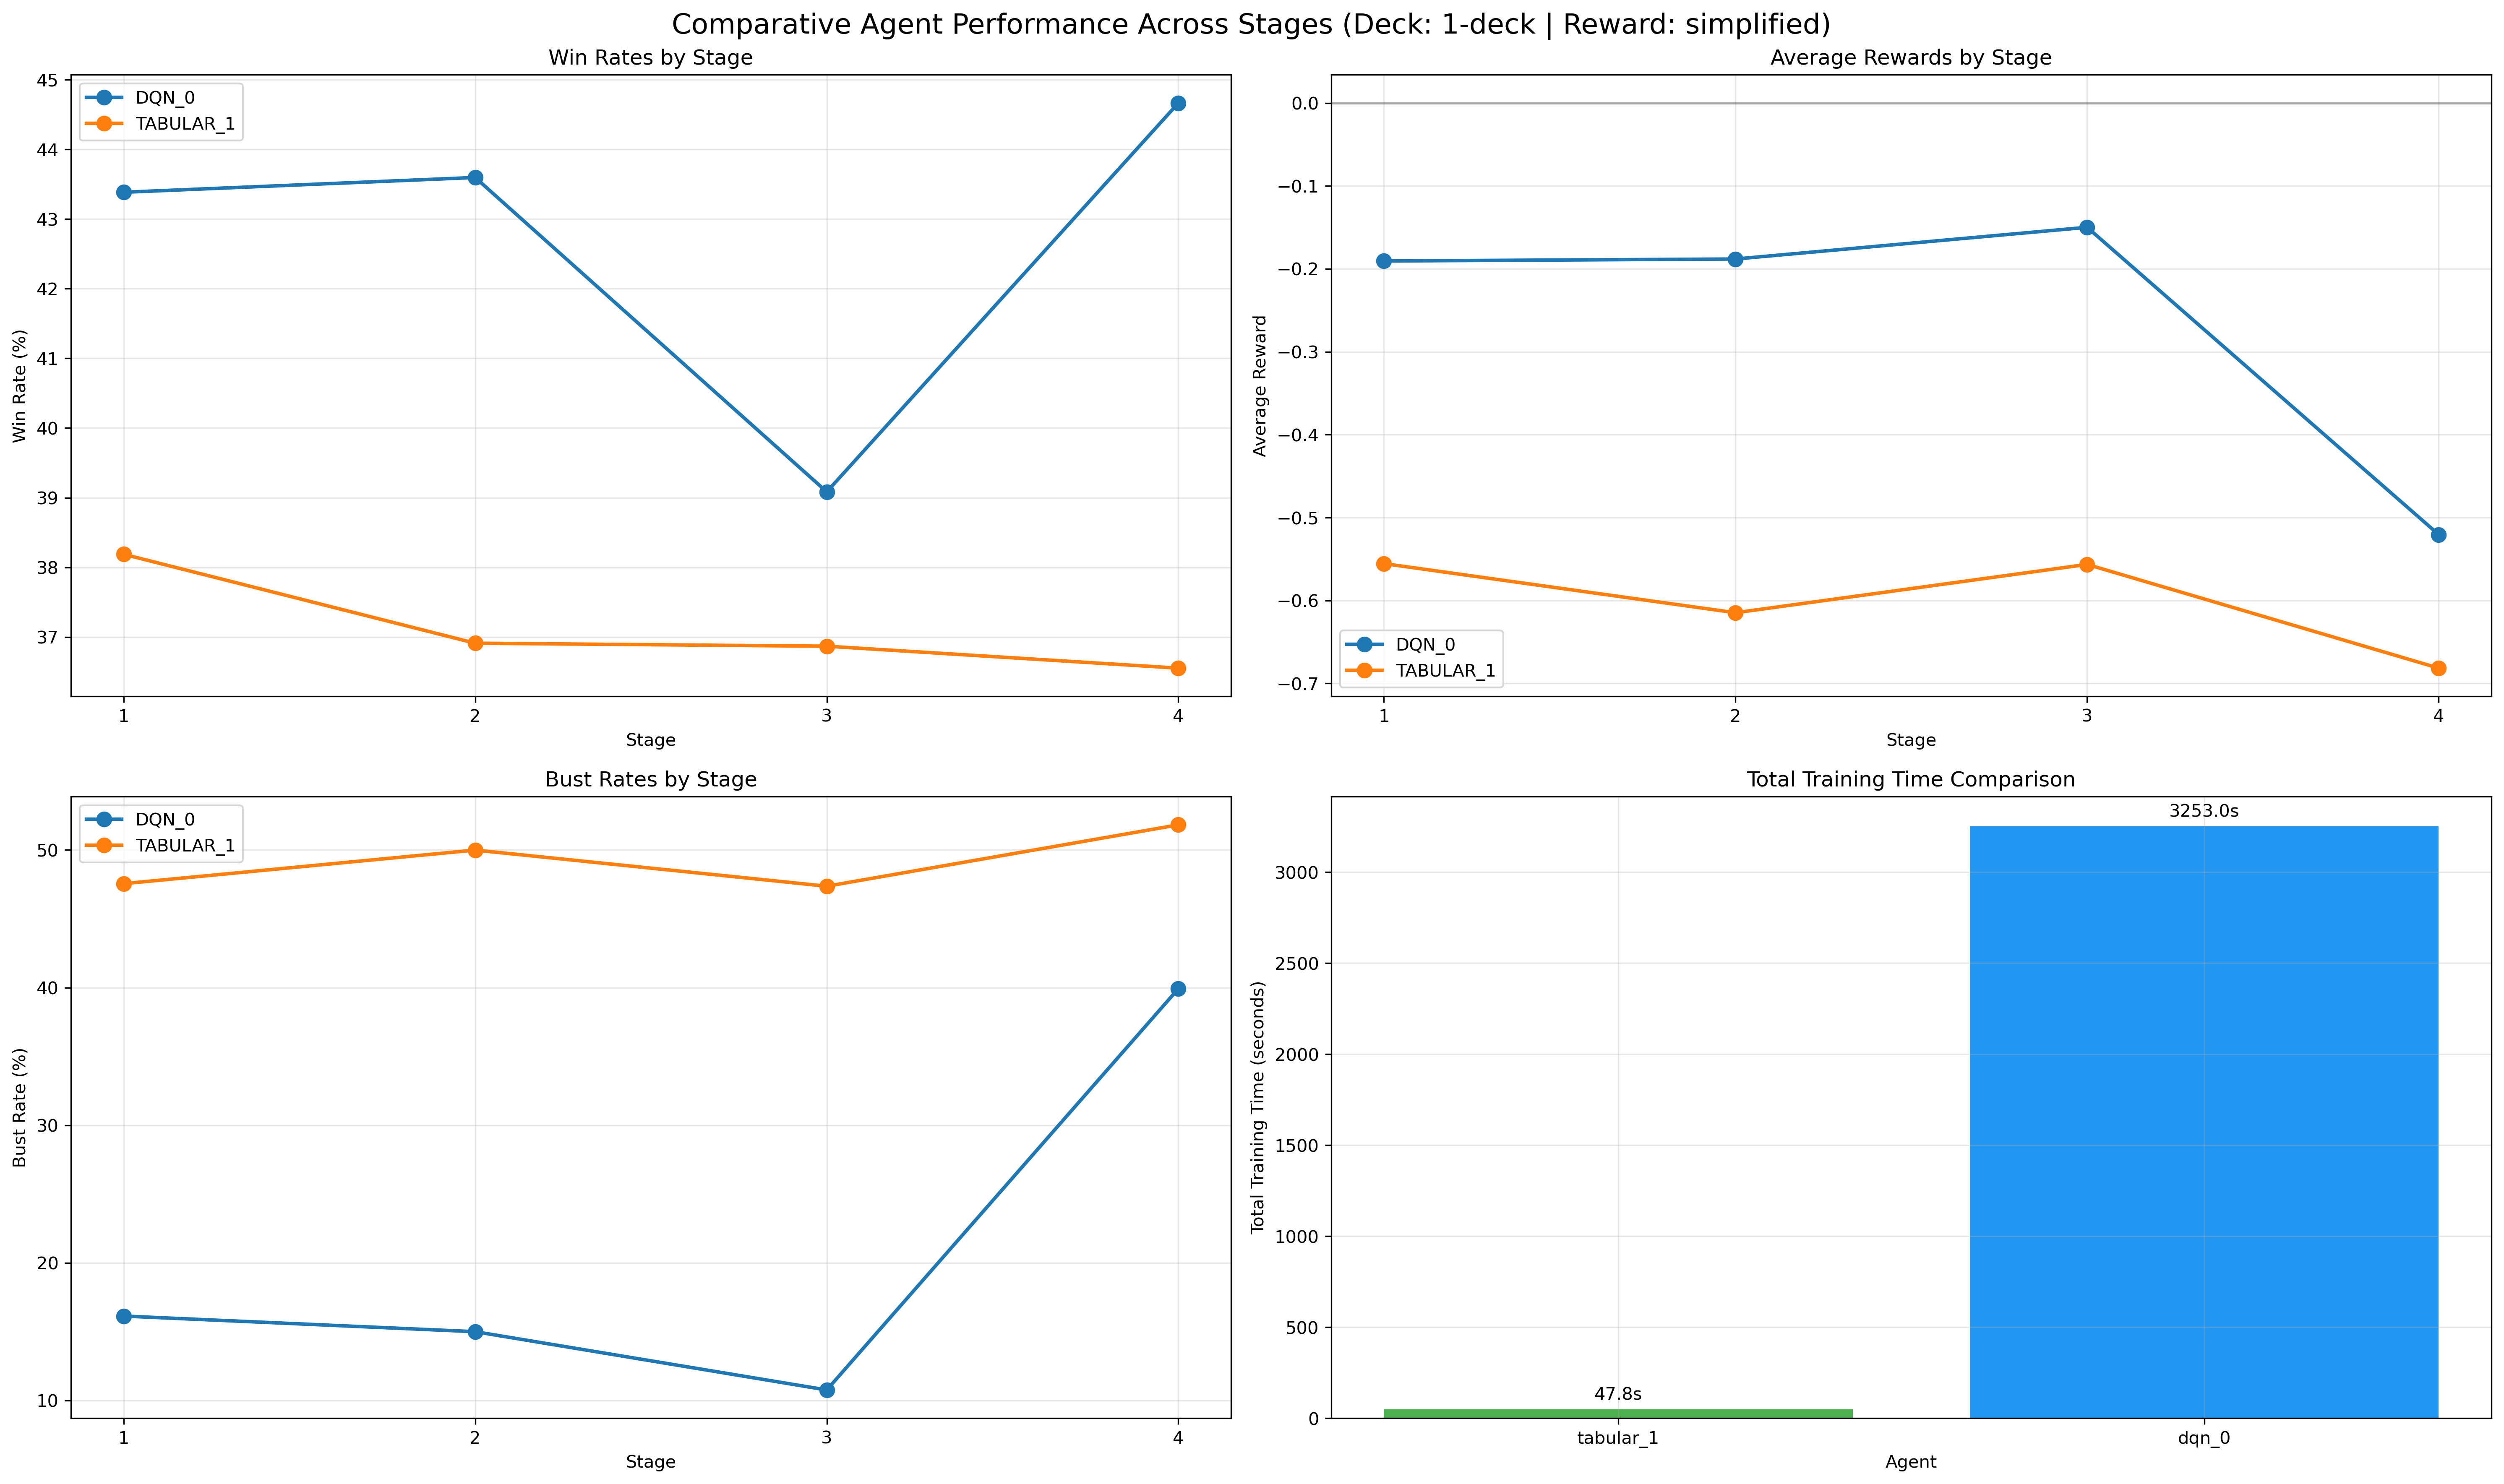 Comparative Agent Performance Across Stages (Deck: 1-deck | Reward: simplified)
Win Rates by Stage
45
44
43
42
41
40
39
38
37
Win Rate (%)
DQN_0
TABULAR_1
1
2
3
4
Stage
Average Rewards by Stage
0.0
−0.1
−0.2
−0.3
−0.4
−0.5
−0.6
−0.7
Average Reward
DQN_0
TABULAR_1
1
2
3
4
Stage
Bust Rates by Stage
50
40
30
20
10
Bust Rate (%)
DQN_0
TABULAR_1
1
2
3
4
Stage
Total Training Time Comparison
3000
2500
2000
1500
1000
500
0
Total Training Time (seconds)
47.8s
3253.0s
tabular_1
dqn_0
Agent